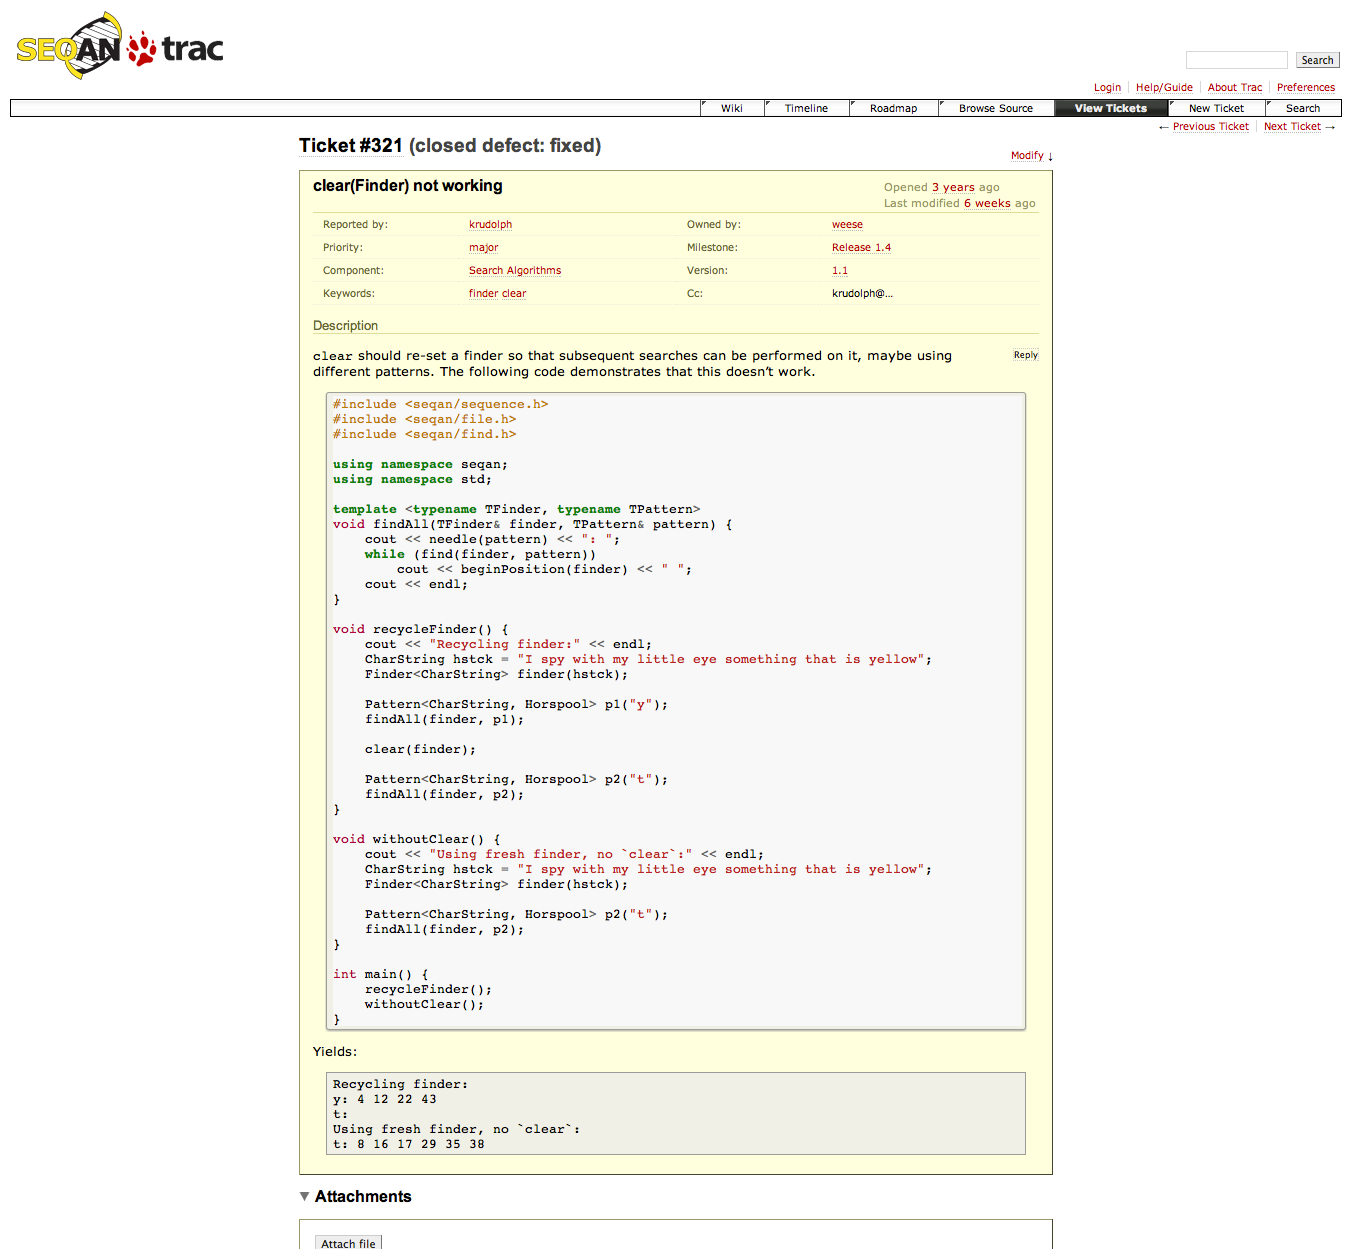 SEQAN trac
Search
Login Help/Guide About Trac Preferences
Wiki Timeline Roadmap Browse Source View Tickets New Ticket Search
← Previous Ticket Next Ticket →
Ticket #321 (closed defect: fixed)
Modify ↓
clear(Finder) not working
Opened 3 years ago
Last modified 6 weeks ago
Reported by: krudolph Owned by: weese
Priority: major Milestone: Release 1.4
Component: Search Algorithms Version: 1.1
Keywords: finder clear Cc: krudolph@…
Description
clear should re-set a finder so that subsequent searches can be performed on it, maybe using Reply
different patterns. The following code demonstrates that this doesn’t work.
#include <seqan/sequence.h>
#include <seqan/file.h>
#include <seqan/find.h>
using namespace seqan;
using namespace std;
template <typename TFinder, typename TPattern>
void findAll(TFinder& finder, TPattern& pattern) {
    cout << needle(pattern) << ": ";
    while (find(finder, pattern))
        cout << beginPosition(finder) << " ";
    cout << endl;
}
void recycleFinder() {
    cout << "Recycling finder:" << endl;
    CharString hstck = "I spy with my little eye something that is yellow";
    Finder<CharString> finder(hstck);
    Pattern<CharString, Horspool> p1("y");
    findAll(finder, p1);
    clear(finder);
    Pattern<CharString, Horspool> p2("t");
    findAll(finder, p2);
}
void withoutClear() {
    cout << "Using fresh finder, no `clear`:" << endl;
    CharString hstck = "I spy with my little eye something that is yellow";
    Finder<CharString> finder(hstck);
    Pattern<CharString, Horspool> p2("t");
    findAll(finder, p2);
}
int main() {
    recycleFinder();
    withoutClear();
}
Yields:
Recycling finder:
y: 4 12 22 43
t:
Using fresh finder, no `clear`:
t: 8 16 17 29 35 38
▼ Attachments
Attach file